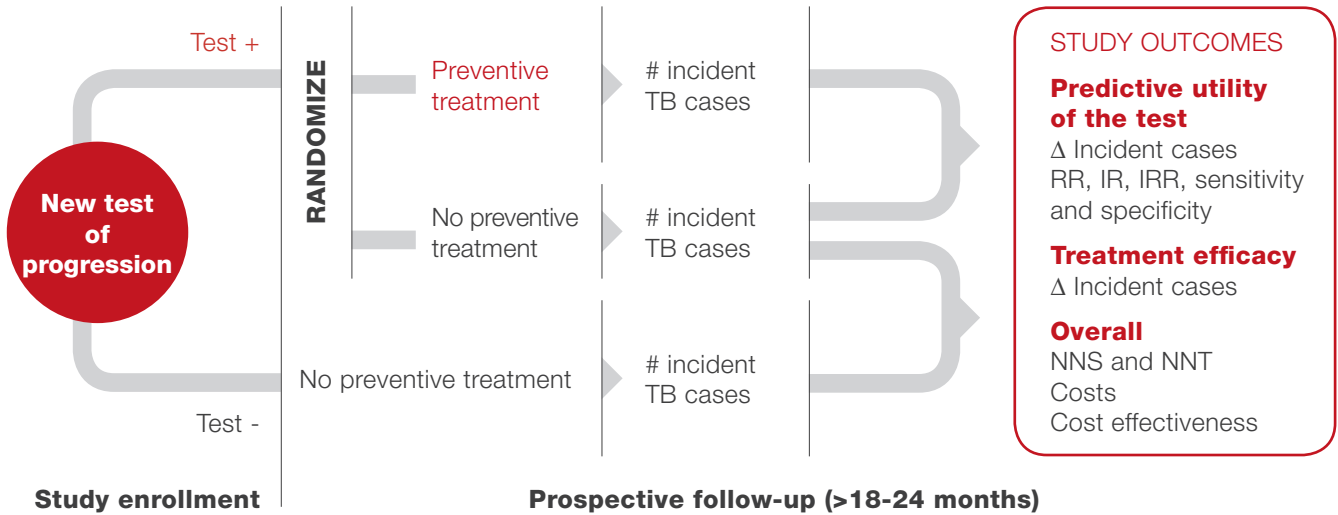 Test +
New test
of
progression
Test -
RANDOMIZE
Preventive
treatment
# incident
TB cases
No preventive
treatment
# incident
TB cases
No preventive treatment
# incident
TB cases
STUDY OUTCOMES
Predictive utility
of the test
Δ Incident cases
RR, IR, IRR, sensitivity
and specificity
Treatment efficacy
Δ Incident cases
Overall
NNS and NNT
Costs
Cost effectiveness
Study enrollment
Prospective follow-up (>18-24 months)